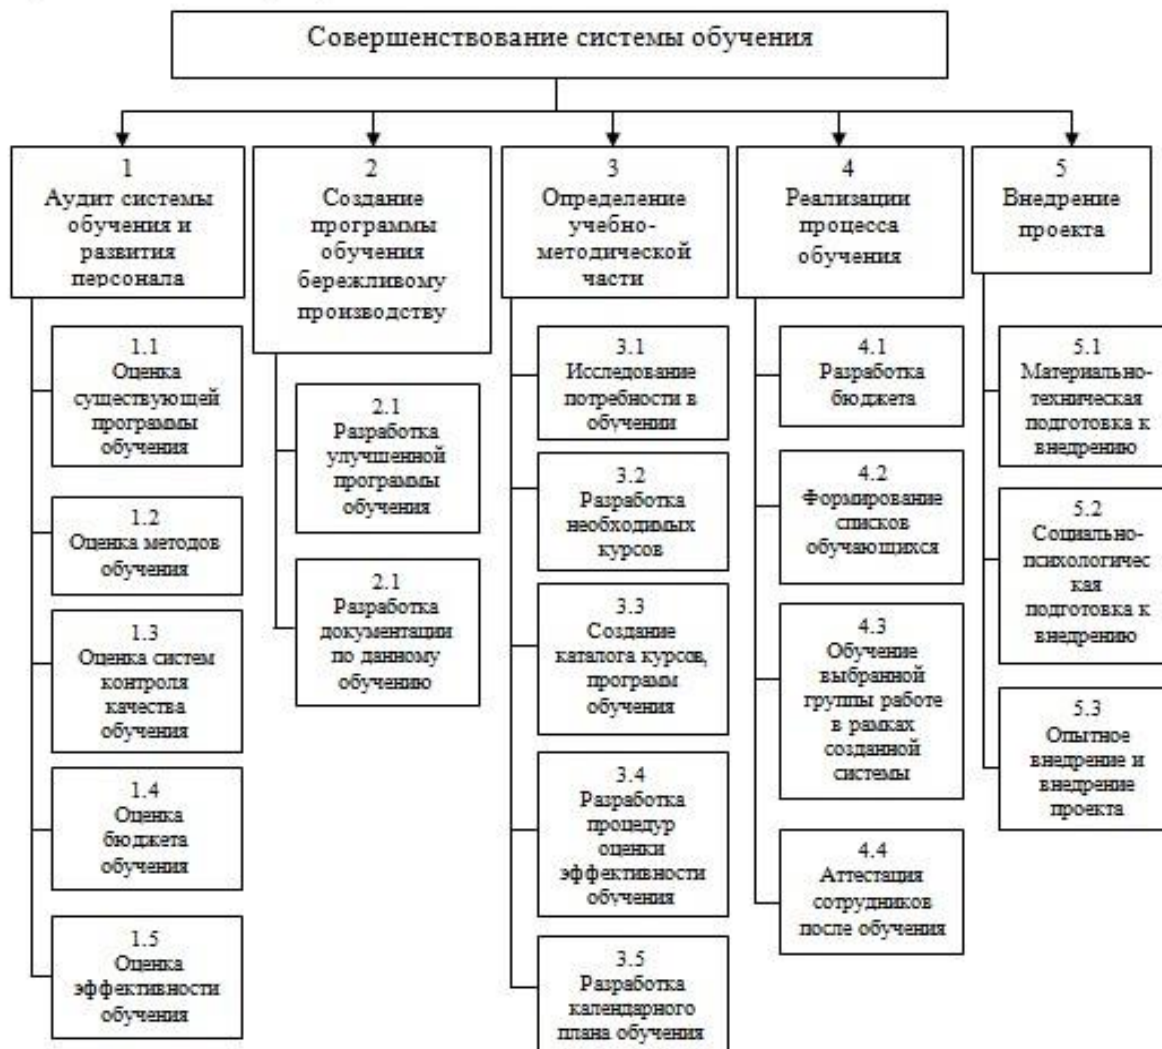 Совершенствование системы обучения
1
Аудит системы
обучения и
развития
персонала
1.1
Оценка
существующей
программы
обучения
1.2
Оценка методов
обучения
1.3
Оценка систем
контроля
качества
обучения
1.4
Оценка
бюджета
обучения
1.5
Оценка
эффективности
обучения
2
Создание
программы
обучения
бережливому
производству
2.1
Разработка
улучшенной
программы
обучения
2.1
Разработка
документации
по данному
обучению
3
Определение
учебно-
методической
части
3.1
Исследование
потребности в
обучении
3.2
Разработка
необходимых
курсов
3.3
Создание
каталога курсов,
программ
обучения
3.4
Разработка
процедур
оценки
эффективности
обучения
3.5
Разработка
календарного
плана обучения
4
Реализации
процесса
обучения
4.1
Разработка
бюджета
4.2
Формирование
списков
обучающихся
4.3
Обучение
выбранной
группы работе
в рамках
созданной
системы
4.4
Аттестация
сотрудников
после обучения
5
Внедрение
проекта
5.1
Материально-
техническая
подготовка к
внедрению
5.2
Социально-
психологичес
кая
подготовка к
внедрению
5.3
Опытное
внедрение и
внедрение
проекта